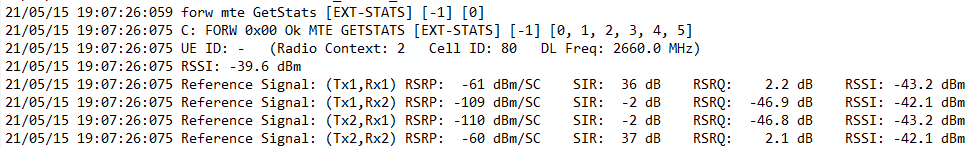 21/05/15 19:07:26:059 forw mte GetStats [EXT-STATS] [-1] [0]
21/05/15 19:07:26:075 C: FORW 0x00 Ok MTE GETSTATS [EXT-STATS] [-1] [0, 1, 2, 3, 4, 5]
21/05/15 19:07:26:075 UE ID: -   (Radio Context: 2   Cell ID: 80   DL Freq: 2660.0 MHz)
21/05/15 19:07:26:075 RSSI: -39.6 dBm
21/05/15 19:07:26:075 Reference Signal: (Tx1,Rx1) RSRP:  -61 dBm/SC    SIR:  36 dB    RSRQ:    2.2 dB    RSSI: -43.2 dBm
21/05/15 19:07:26:075 Reference Signal: (Tx1,Rx2) RSRP: -109 dBm/SC    SIR:  -2 dB    RSRQ:  -46.9 dB    RSSI: -42.1 dBm
21/05/15 19:07:26:075 Reference Signal: (Tx2,Rx1) RSRP: -110 dBm/SC    SIR:  -2 dB    RSRQ:  -46.8 dB    RSSI: -43.2 dBm
21/05/15 19:07:26:075 Reference Signal: (Tx2,Rx2) RSRP:  -60 dBm/SC    SIR:  37 dB    RSRQ:    2.1 dB    RSSI: -42.1 dBm